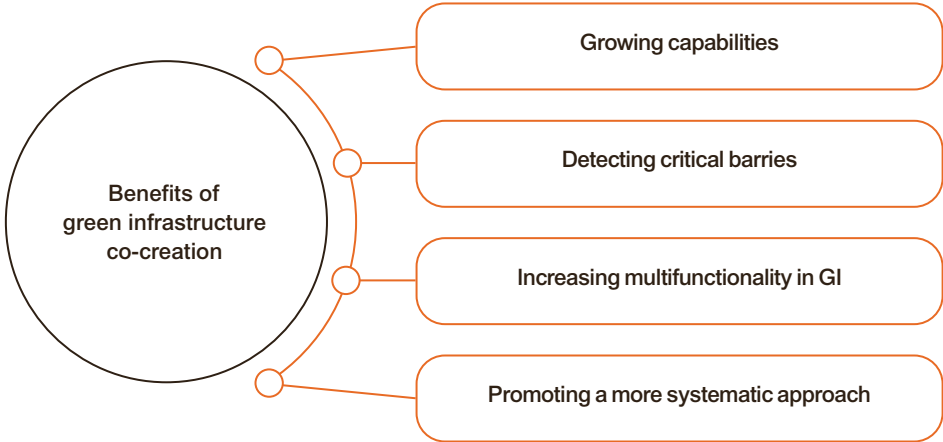 Benefits of
green infrastructure
co-creation
Growing capabilities
Detecting critical barries
Increasing multifunctionality in GI
Promoting a more systematic approach